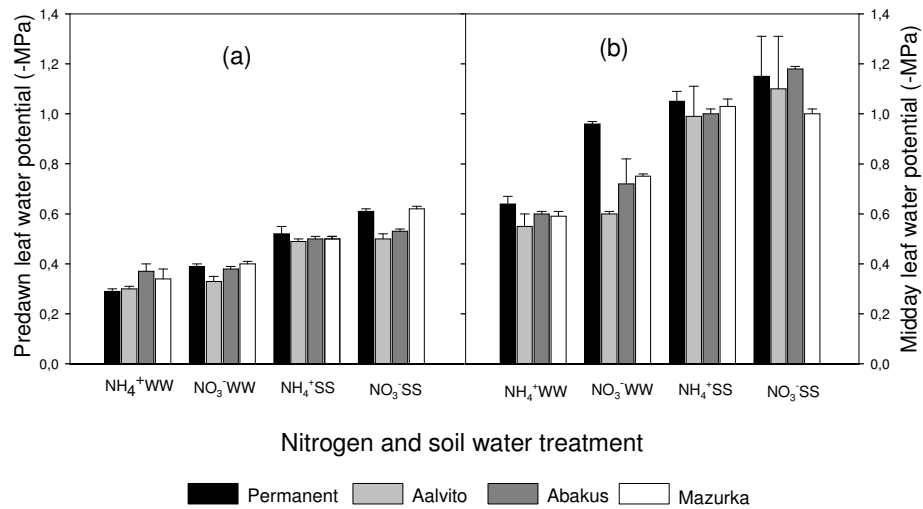 1,4
1,2
1,0
0,8
0,6
0,4
0,2
0,0
Predawn leaf water potential (-MPa)
(a)
NH₄⁺WW
NO₃⁻WW
NH₄⁺SS
NO₃⁻SS
(b)
NH₄⁺WW
NO₃⁻WW
NH₄⁺SS
NO₃⁻SS
1,4
1,2
1,0
0,8
0,6
0,4
0,2
0,0
Midday leaf water potential (-MPa)
Nitrogen and soil water treatment
Permanent Aalvito Abakus Mazurka